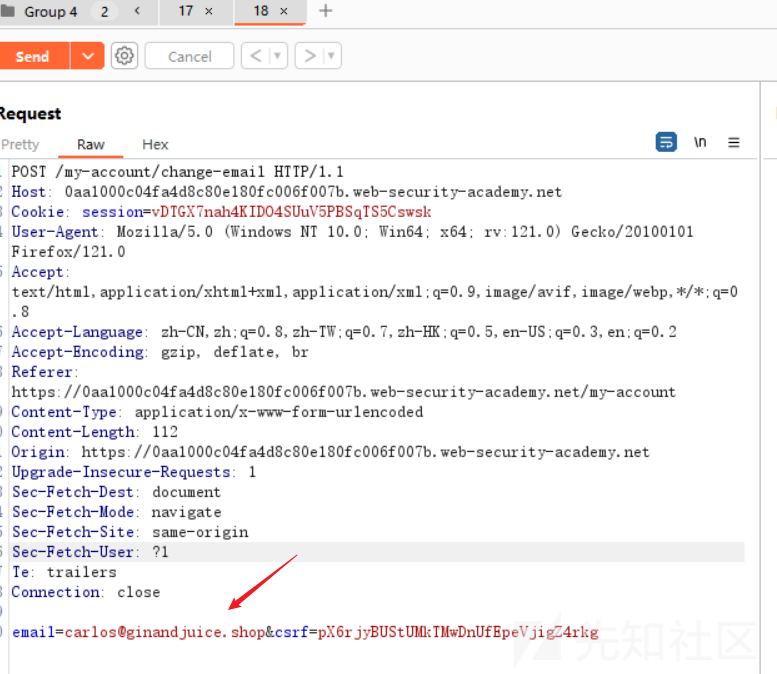 Group 4 2 < 17 × 18 × +
Send Cancel < >
Request
Pretty Raw Hex \n
POST /my-account/change-email HTTP/1.1
Host: 0aa1000c04fa4d8c80e180fc006f007b.web-security-academy.net
Cookie: session=vDTGX7nah4KIDO4SUuV5PBSqTS5Cswsk
User-Agent: Mozilla/5.0 (Windows NT 10.0; Win64; x64; rv:121.0) Gecko/20100101
Firefox/121.0
Accept:
text/html,application/xhtml+xml,application/xml;q=0.9,image/avif,image/webp,*/*;q=0
.8
Accept-Language: zh-CN,zh;q=0.8,zh-TW;q=0.7,zh-HK;q=0.5,en-US;q=0.3,en;q=0.2
Accept-Encoding: gzip, deflate, br
Referer:
https://0aa1000c04fa4d8c80e180fc006f007b.web-security-academy.net/my-account
Content-Type: application/x-www-form-urlencoded
Content-Length: 112
Origin: https://0aa1000c04fa4d8c80e180fc006f007b.web-security-academy.net
Upgrade-Insecure-Requests: 1
Sec-Fetch-Dest: document
Sec-Fetch-Mode: navigate
Sec-Fetch-Site: same-origin
Sec-Fetch-User: ?1
Te: trailers
Connection: close
email=carlos@ginandjuice.shop&csrf=pX6rjyBUStUMkTMwDnUfEpeVjigZ4rkg
先知社区